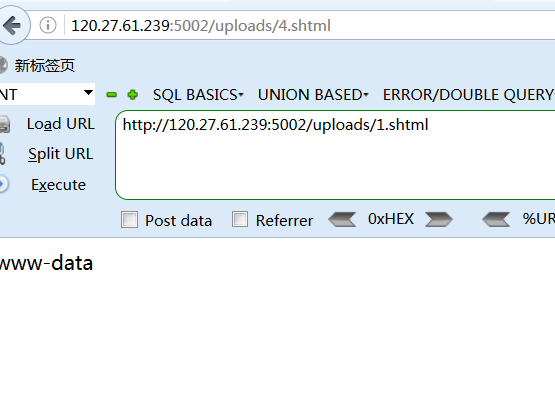 120.27.61.239:5002/uploads/4.shtml
新标签页
NT SQL BASICS UNION BASED ERROR/DOUBLE QUERY
Load URL http://120.27.61.239:5002/uploads/1.shtml
Split URL
Execute
Post data Referrer 0xHEX %UR
www-data